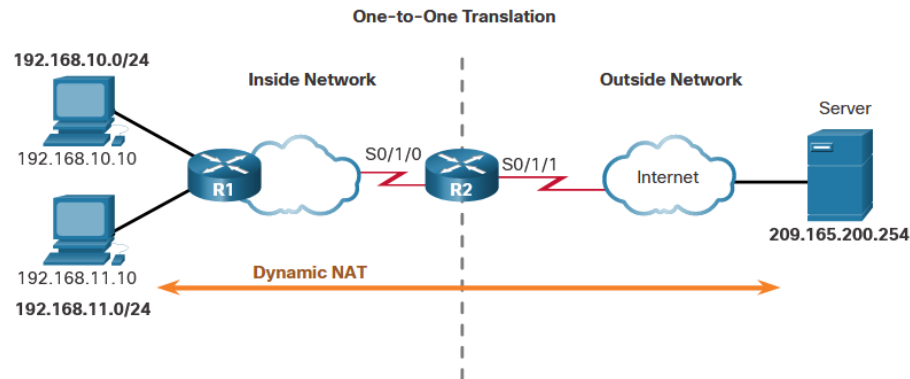 One-to-One Translation
192.168.10.0/24
Inside Network
Outside Network
Server
192.168.10.10
S0/1/0
S0/1/1
R1
R2
Internet
209.165.200.254
192.168.11.10
Dynamic NAT
192.168.11.0/24